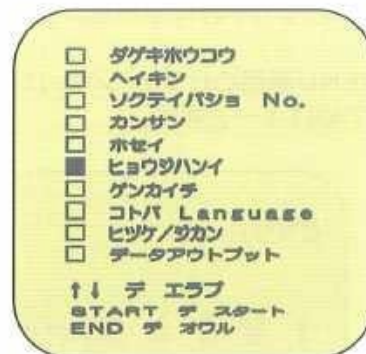 ダゲキホウコウ
ヘイキン
ソクテイバショ No.
カンサン
ホセイ
ヒョウジハンイ
ゲンカイチ
コトバ Language
ヒヅケ/ジカン
データアウトプット
↑↓ デ エラブ
START デ スタート
END デ オワル